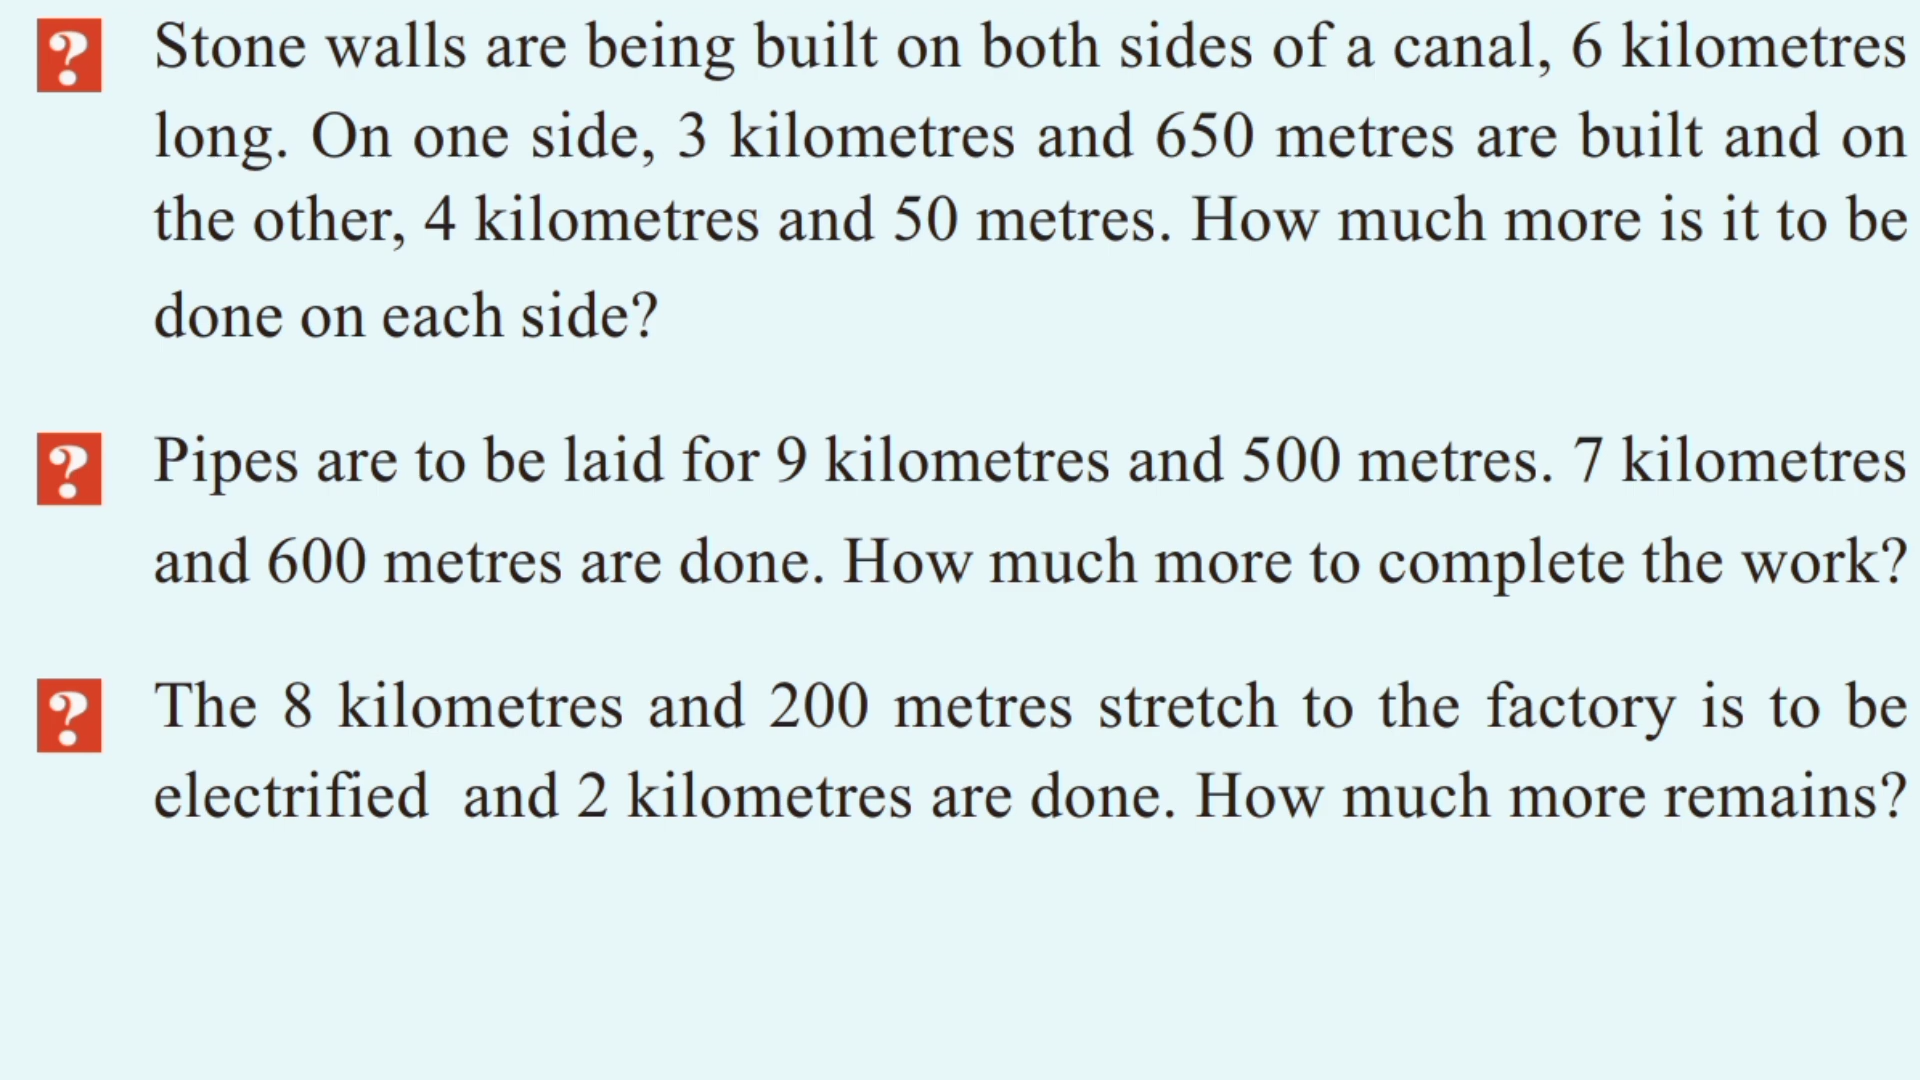 ? Stone walls are being built on both sides of a canal, 6 kilometres
long. On one side, 3 kilometres and 650 metres are built and on
the other, 4 kilometres and 50 metres. How much more is it to be
done on each side?
? Pipes are to be laid for 9 kilometres and 500 metres. 7 kilometres
and 600 metres are done. How much more to complete the work?
? The 8 kilometres and 200 metres stretch to the factory is to be
electrified and 2 kilometres are done. How much more remains?